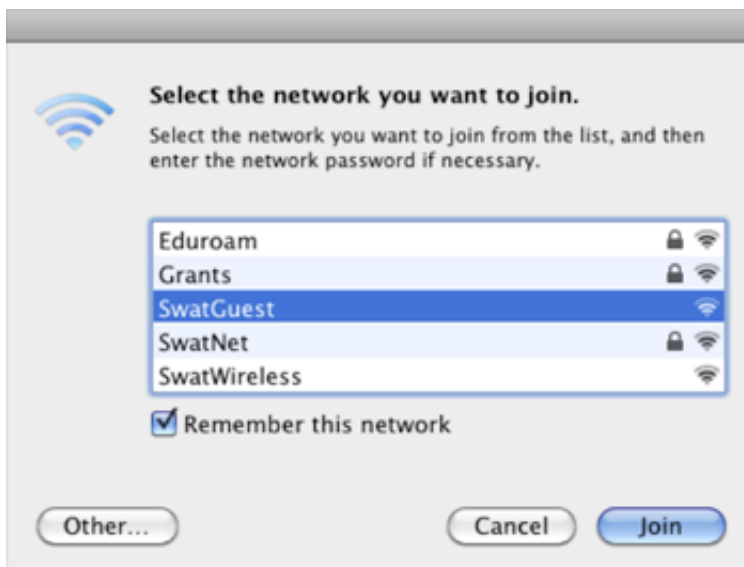 Select the network you want to join.
Select the network you want to join from the list, and then
enter the network password if necessary.
Eduroam
Grants
SwatGuest
SwatNet
SwatWireless
Remember this network
Other...
Cancel
Join